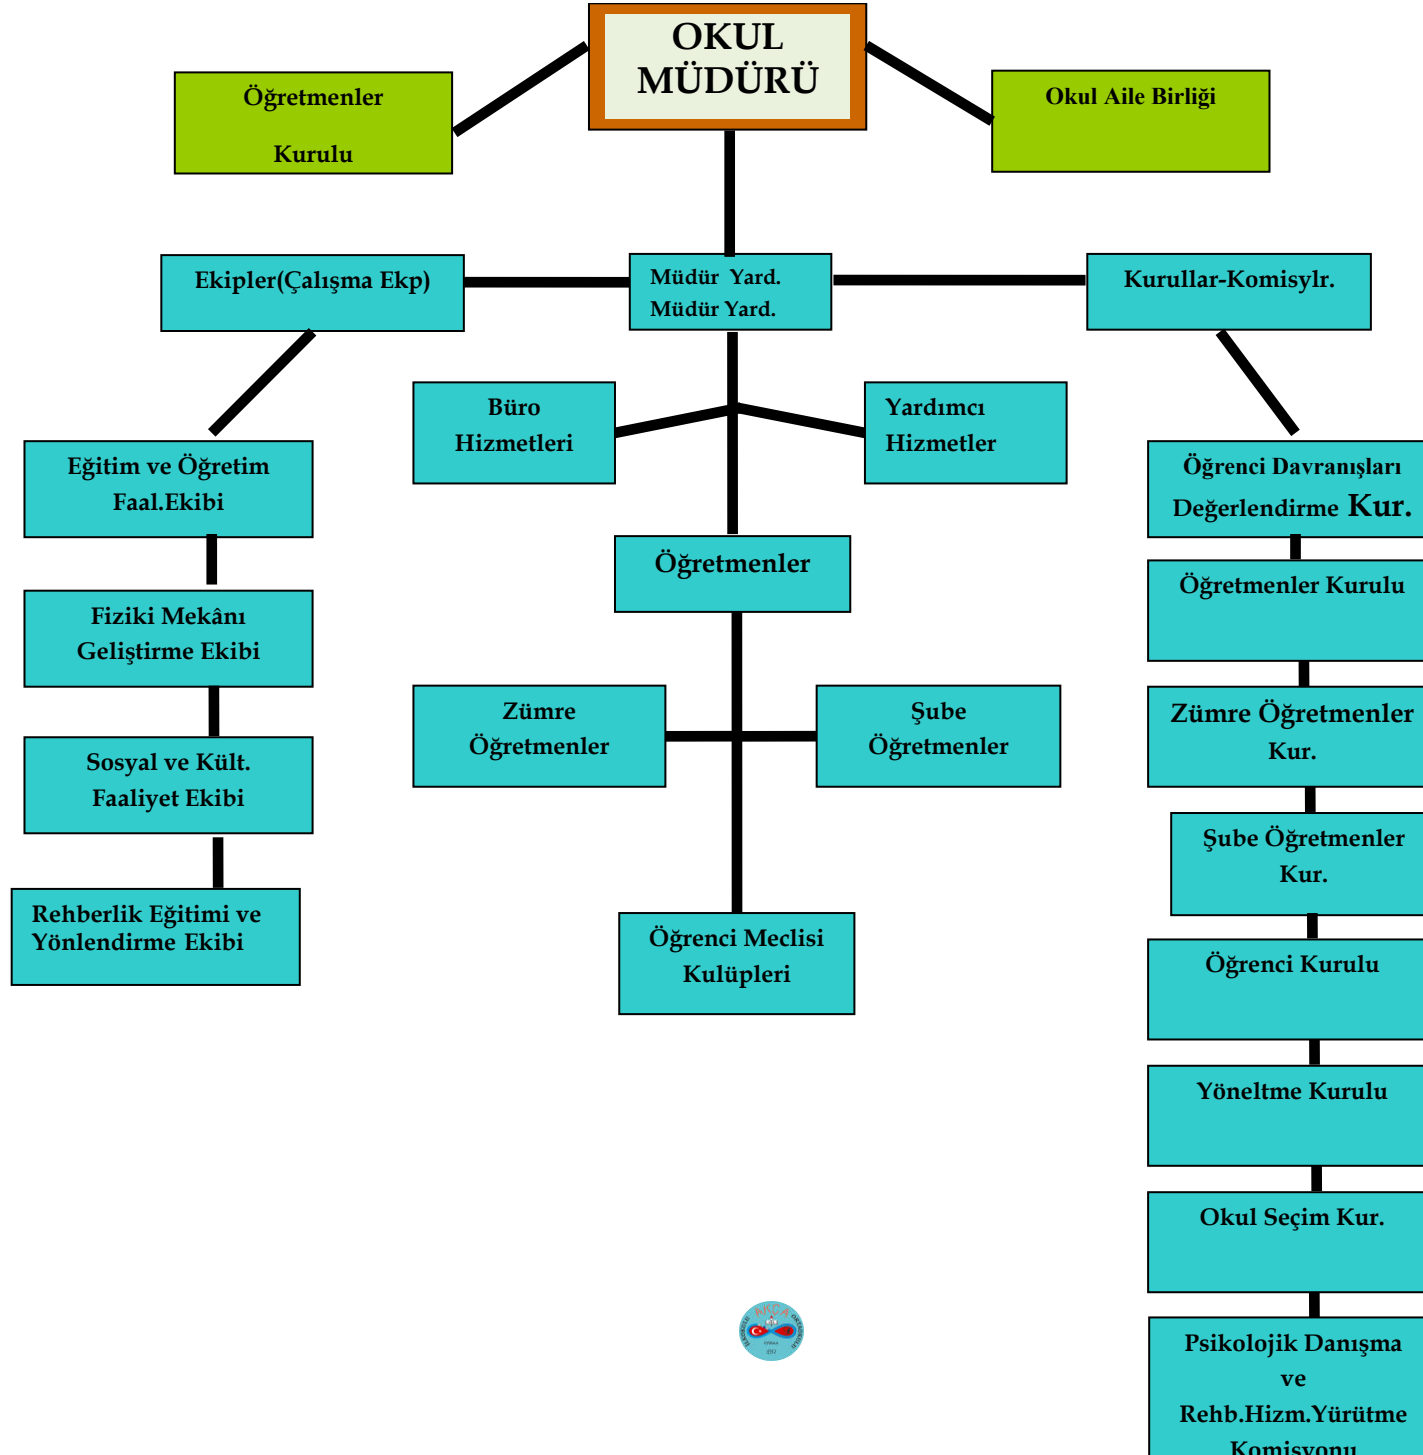 OKUL
MÜDÜRÜ
Öğretmenler
Kurulu
Okul Aile Birliği
Ekipler(Çalışma Ekp)
Müdür Yard.
Müdür Yard.
Kurullar-Komisylr.
Büro
Hizmetleri
Yardımcı
Hizmetler
Eğitim ve Öğretim
Faal.Ekibi
Fiziki Mekânı
Geliştirme Ekibi
Sosyal ve Kült.
Faaliyet Ekibi
Rehberlik Eğitimi ve
Yönlendirme Ekibi
Öğretmenler
Zümre
Öğretmenler
Şube
Öğretmenler
Öğrenci Meclisi
Kulüpleri
Öğrenci Davranışları
Değerlendirme Kur.
Öğretmenler Kurulu
Zümre Öğretmenler
Kur.
Şube Öğretmenler
Kur.
Öğrenci Kurulu
Yöneltme Kurulu
Okul Seçim Kur.
Psikolojik Danışma
ve
Rehb.Hizm.Yürütme
Komisyonu
AKÇA